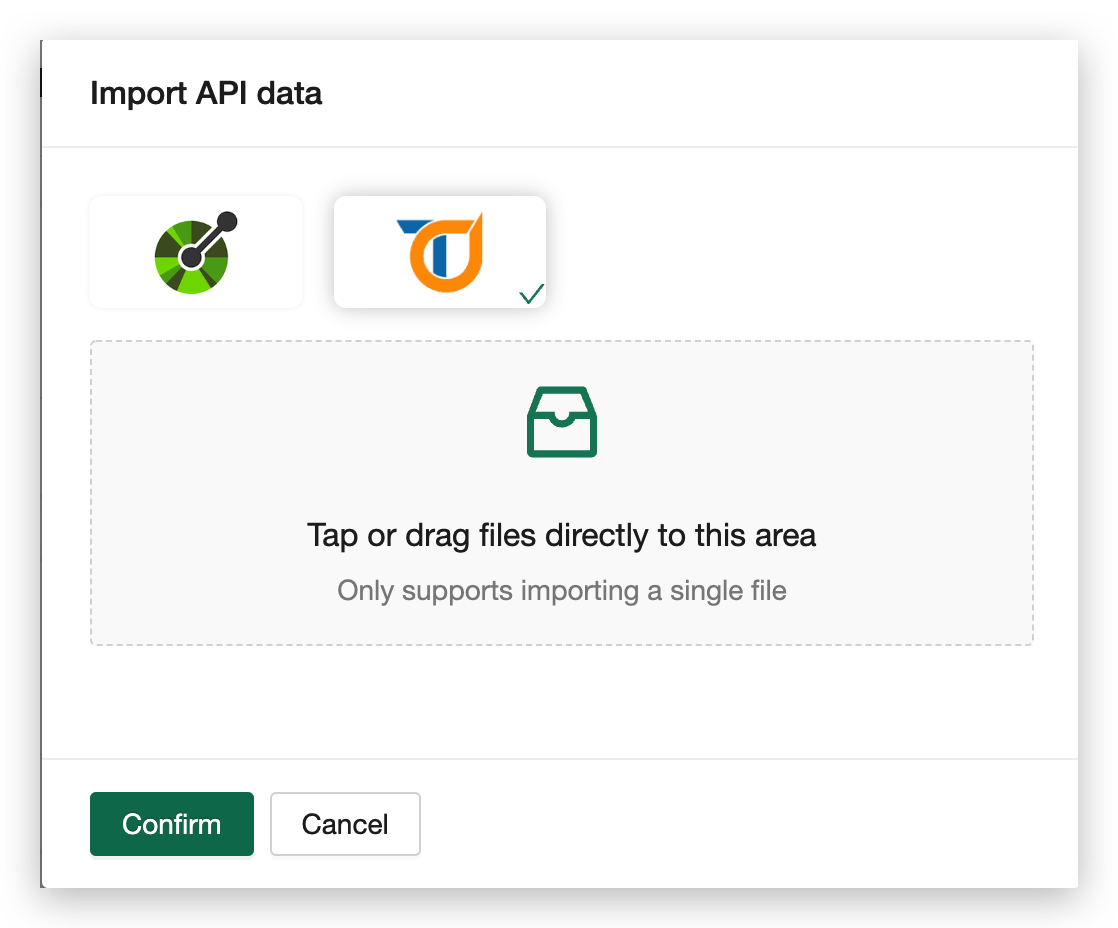 Import API data
Tap or drag files directly to this area
Only supports importing a single file
Confirm
Cancel